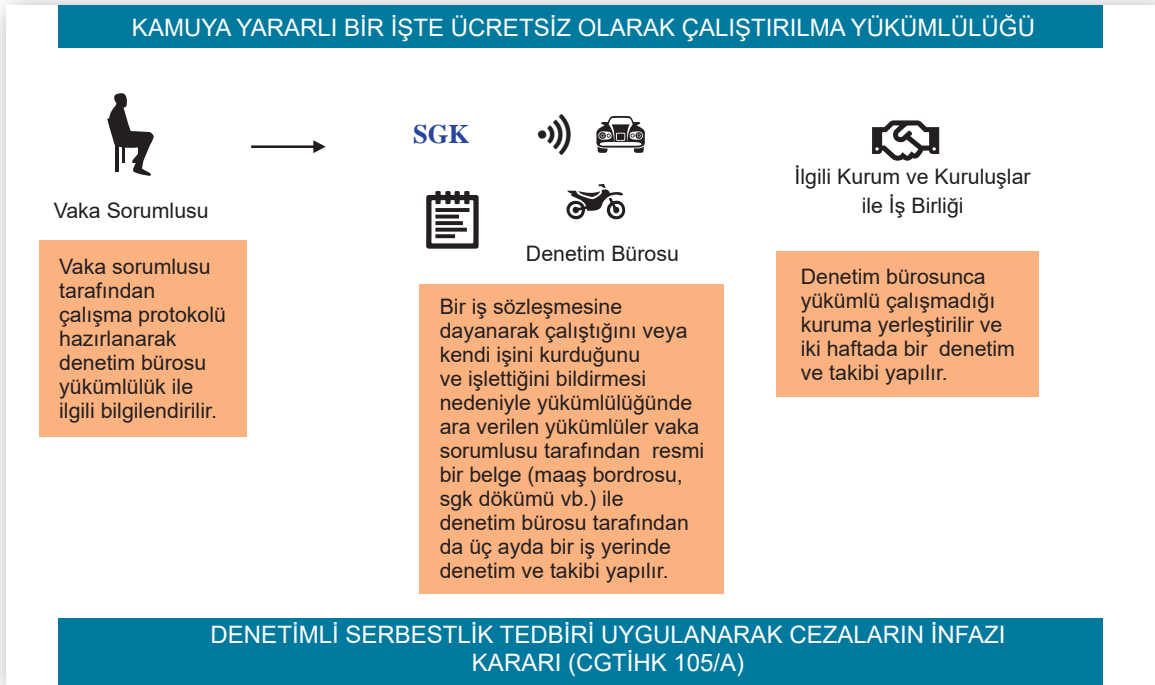 KAMUYA YARARLI BİR İŞTE ÜCRETSİZ OLARAK ÇALIŞTIRILMA YÜKÜMLÜLÜĞÜ
Vaka Sorumlusu
Vaka sorumlusu
tarafından
çalışma protokolü
hazırlanarak
denetim bürosu
yükümlülük ile
ilgili bilgilendirilir.
SGK
Denetim Bürosu
Bir iş sözleşmesine
dayanarak çalıştığını veya
kendi işini kurduğunu
ve işlettiğini bildirmesi
nedeniyle yükümlülüğünde
ara verilen yükümlüler vaka
sorumlusu tarafından resmi
bir belge (maaş bordrosu,
sgk dökümü vb.) ile
denetim bürosu tarafından
da üç ayda bir iş yerinde
denetim ve takibi yapılır.
İlgili Kurum ve Kuruluşlar
ile İş Birliği
Denetim bürosunca
yükümlü çalışmadığı
kuruma yerleştirilir ve
iki haftada bir denetim
ve takibi yapılır.
DENETİMLİ SERBESTLİK TEDBİRİ UYGULANARAK CEZALARIN İNFAZI
KARARI (CGTİHK 105/A)